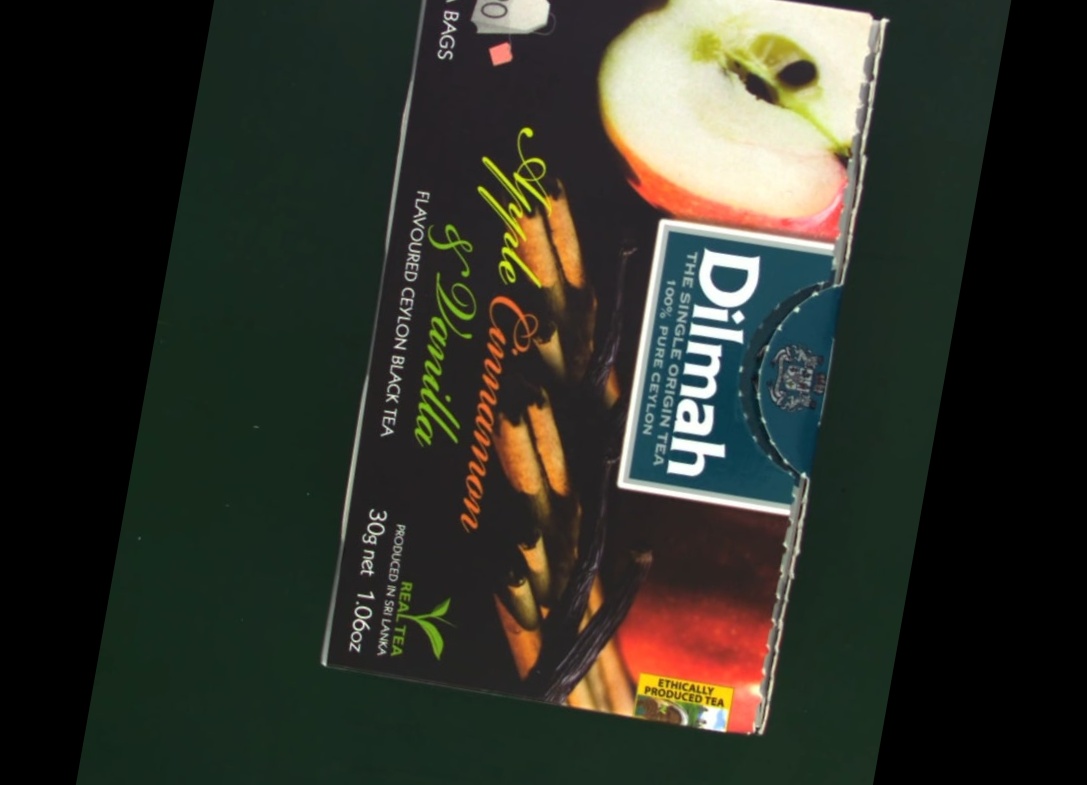 Dilmah
THE SINGLE ORIGIN TEA
100% PURE CEYLON
Apple Cinnamon
& Vanilla
FLAVOURED CEYLON BLACK TEA
BAGS
REAL TEA
PRODUCED IN SRI LANKA
30g net 1.06oz
ETHICALLY
PRODUCED TEA